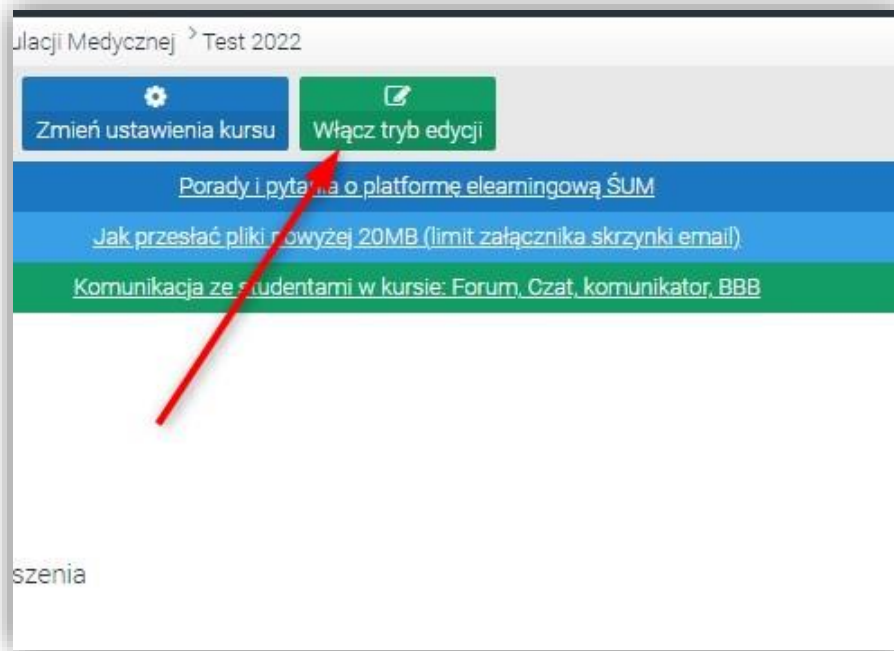 ulacji Medycznej > Test 2022
Zmień ustawienia kursu
Włącz tryb edycji
Porady i pytania o platformę elearningową ŚUM
Jak przesłać pliki powyżej 20MB (limit załącznika skrzynki email)
Komunikacja ze studentami w kursie: Forum, Czat, komunikator, BBB
szenia